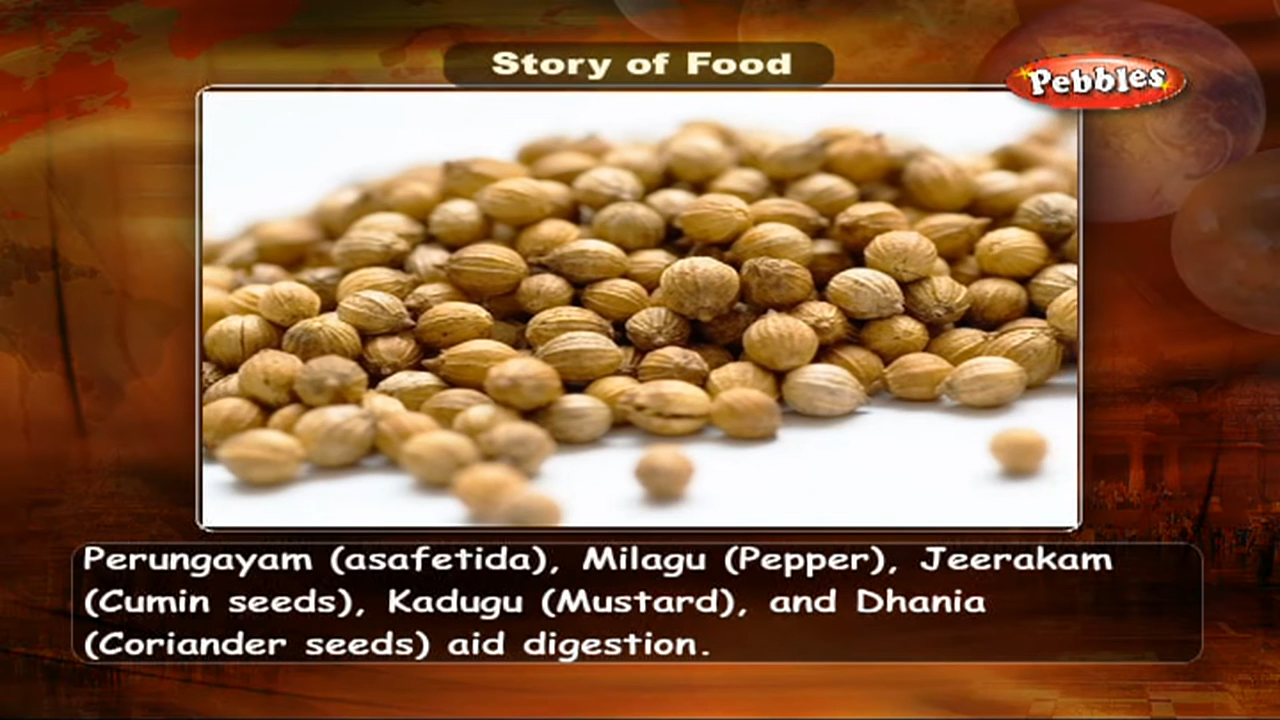 Story of Food
Pebbles
Perungayam (asafetida), Milagu (Pepper), Jeerakam
(Cumin seeds), Kadugu (Mustard), and Dhania
(Coriander seeds) aid digestion.